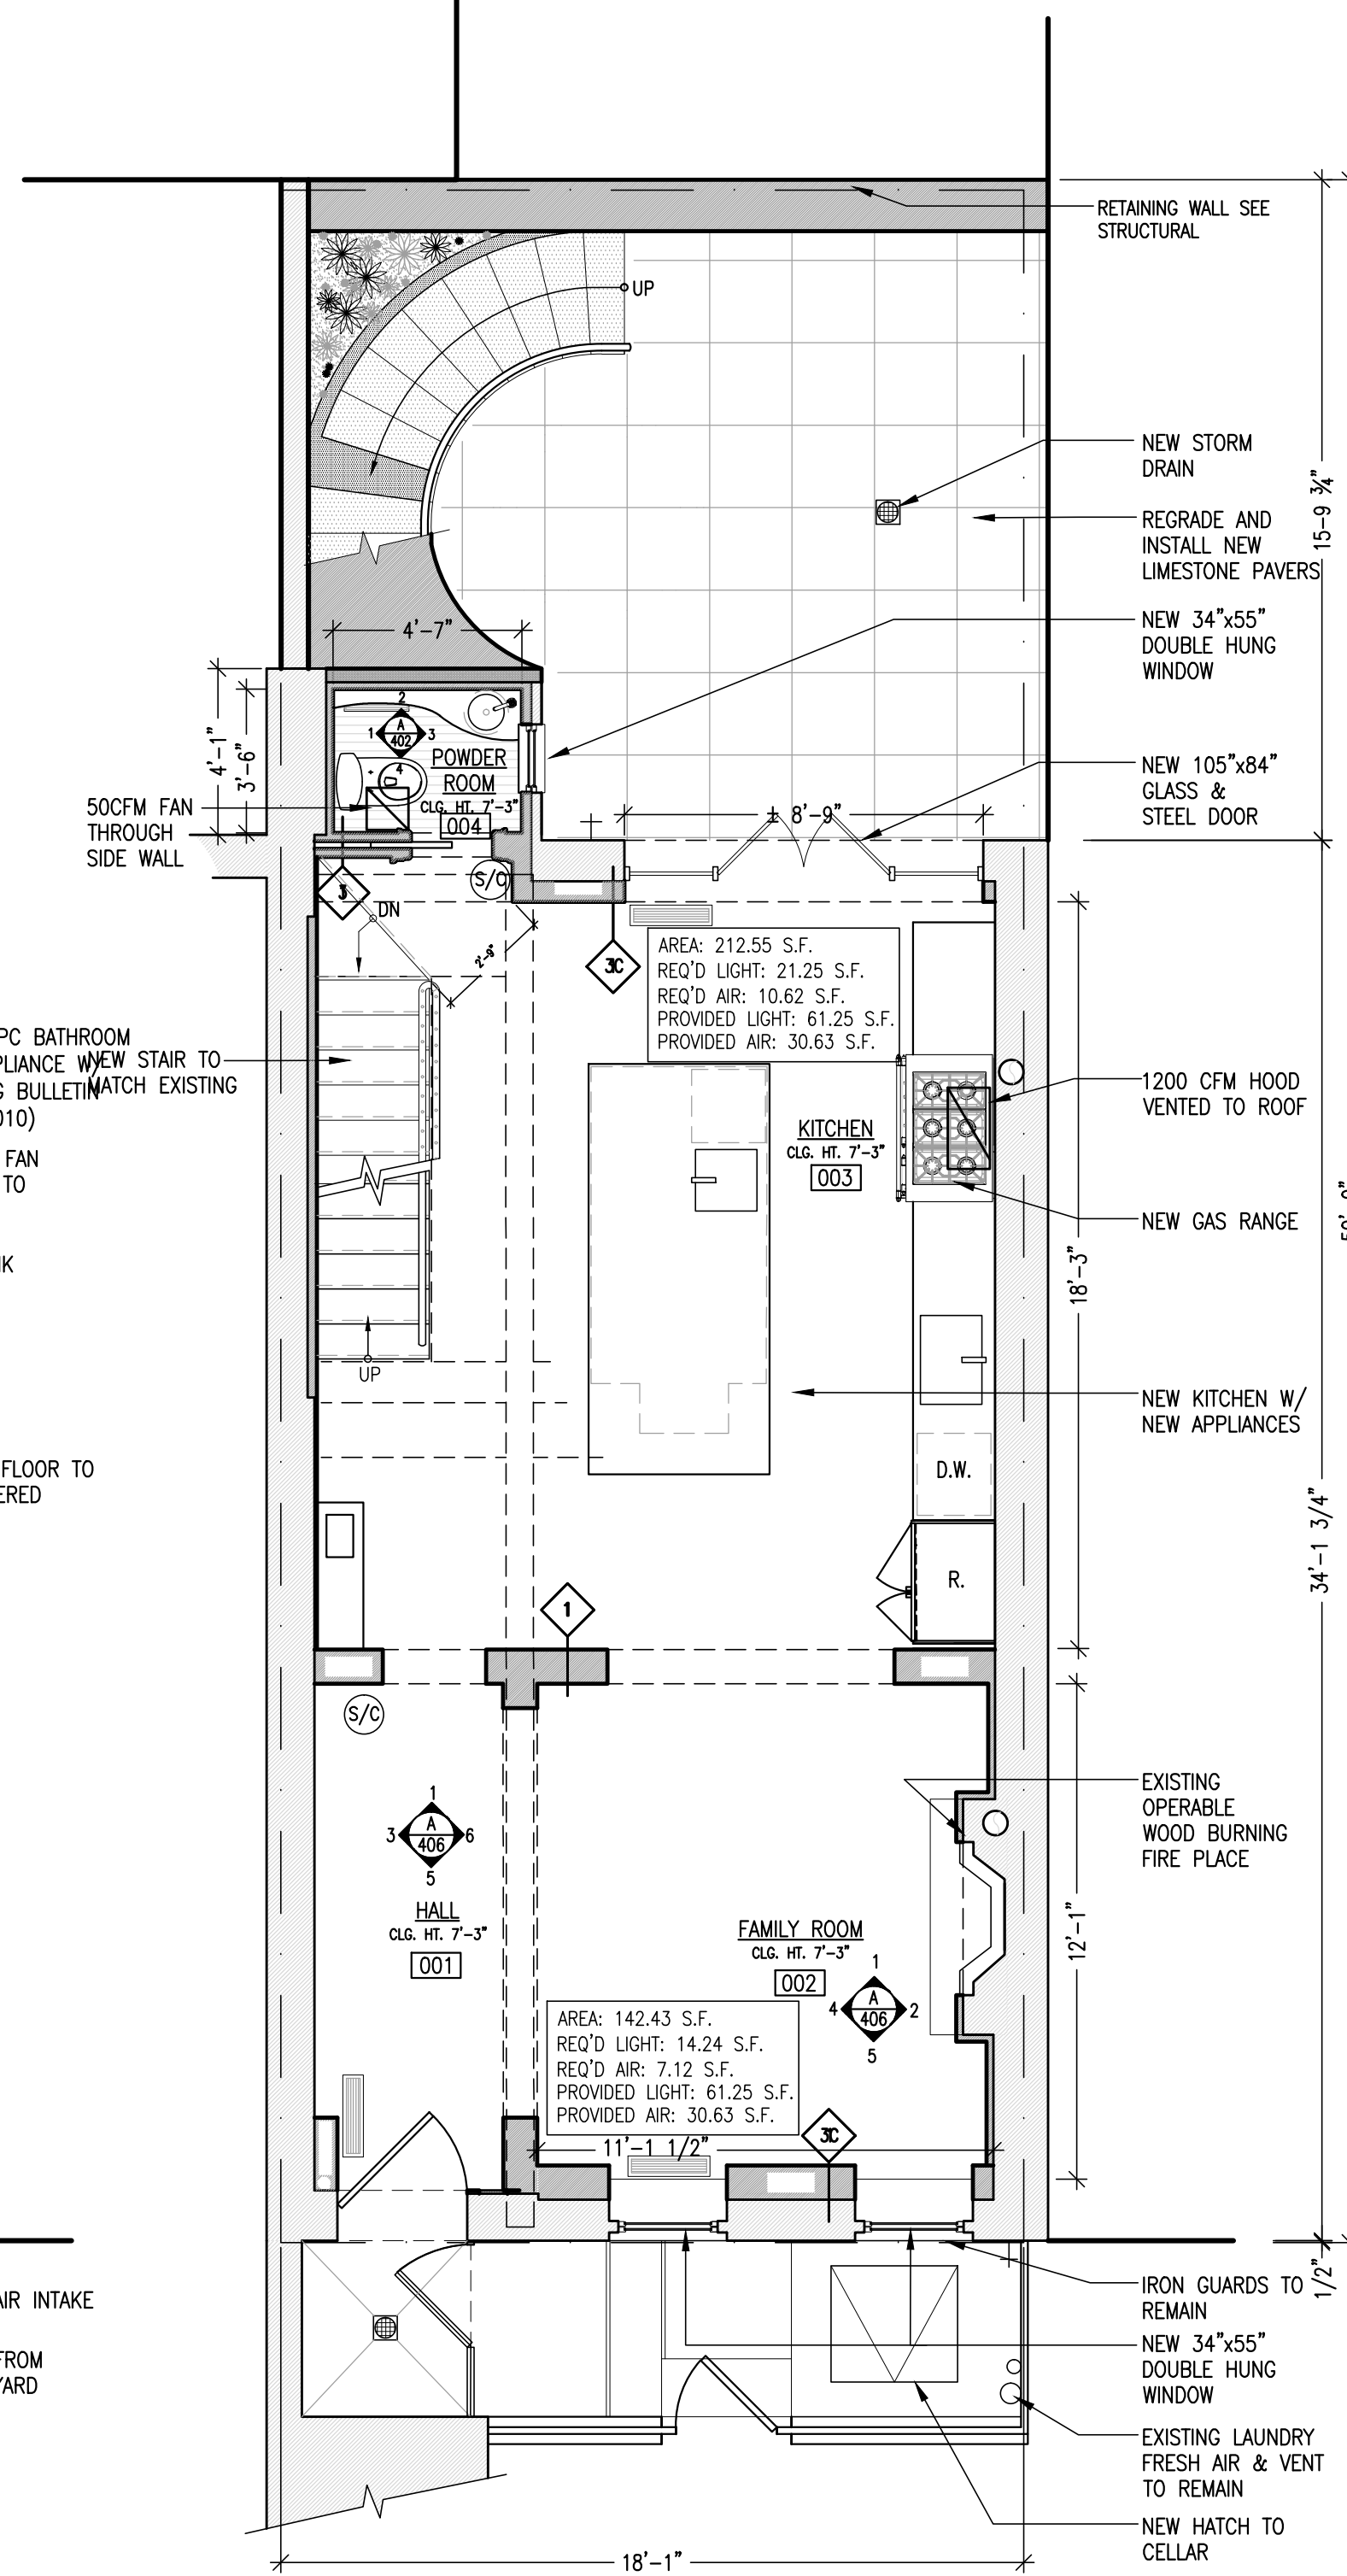 RETAINING WALL SEE
STRUCTURAL
UP
NEW STORM
DRAIN
15-9 3/4"
REGRADE AND
INSTALL NEW
LIMESTONE PAVERS
NEW 34"x55"
DOUBLE HUNG
WINDOW
4'-7"
4'-1"
3'-6"
2
1
A
402
3
4
POWDER
ROOM
CLG. HT. 7'-3"
004
50CFM FAN
THROUGH
SIDE WALL
NEW 105"x84"
GLASS &
STEEL DOOR
± 8'-9"
S/C
3
DN
2'-9"
3C
AREA: 212.55 S.F.
REQ'D LIGHT: 21.25 S.F.
REQ'D AIR: 10.62 S.F.
PROVIDED LIGHT: 61.25 S.F.
PROVIDED AIR: 30.63 S.F.
PC BATHROOM
PLIANCE W/
G BULLETIN
010)
NEW STAIR TO
MATCH EXISTING
FAN
TO
IK
KITCHEN
CLG. HT. 7'-3"
003
1200 CFM HOOD
VENTED TO ROOF
NEW GAS RANGE
18'-3"
UP
NEW KITCHEN W/
NEW APPLIANCES
FLOOR TO
ERED
D.W.
R.
34'-1 3/4"
1
S/C
1
3
A
406
6
5
HALL
CLG. HT. 7'-3"
001
EXISTING
OPERABLE
WOOD BURNING
FIRE PLACE
12'-1"
FAMILY ROOM
CLG. HT. 7'-3"
002
1
4
A
406
2
5
AREA: 142.43 S.F.
REQ'D LIGHT: 14.24 S.F.
REQ'D AIR: 7.12 S.F.
PROVIDED LIGHT: 61.25 S.F.
PROVIDED AIR: 30.63 S.F.
11'-1 1/2"
3C
AIR INTAKE
FROM
YARD
IRON GUARDS TO
REMAIN
1/2"
NEW 34"x55"
DOUBLE HUNG
WINDOW
EXISTING LAUNDRY
FRESH AIR & VENT
TO REMAIN
NEW HATCH TO
CELLAR
18'-1"